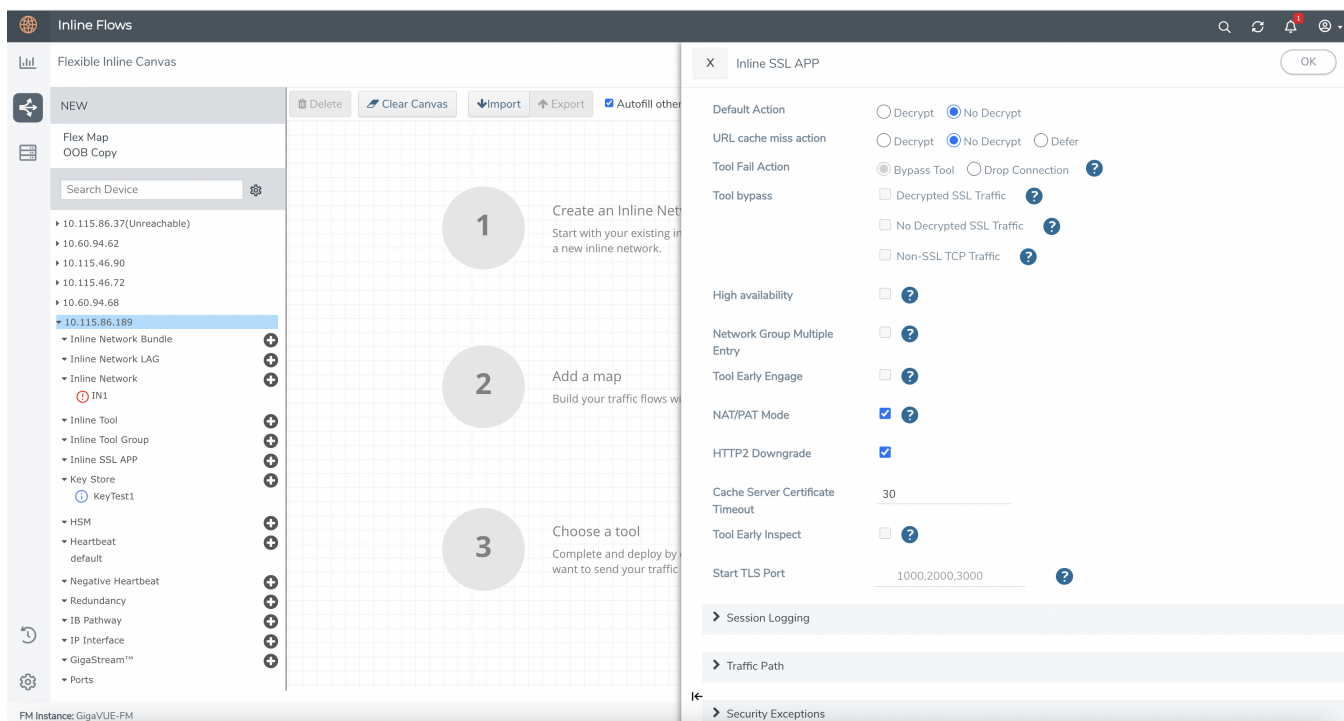 Inline Flows
1
Flexible Inline Canvas
X Inline SSL APP
OK
NEW
Delete
Clear Canvas
Import
Export
Autofill other
Flex Map
OOB Copy
Search Device
10.115.86.37(Unreachable)
10.60.94.62
10.115.46.90
10.115.46.72
10.60.94.68
10.115.86.189
Inline Network Bundle
Inline Network LAG
Inline Network
IN1
Inline Tool
Inline Tool Group
Inline SSL APP
Key Store
KeyTest1
HSM
Heartbeat
default
Negative Heartbeat
Redundancy
IB Pathway
IP Interface
GigaStream™
Ports
1
Create an Inline Net
Start with your existing in
a new inline network.
2
Add a map
Build your traffic flows wi
3
Choose a tool
Complete and deploy by
want to send your traffic
Default Action
Decrypt No Decrypt
URL cache miss action
Decrypt No Decrypt Defer
Tool Fail Action
Bypass Tool Drop Connection ?
Tool bypass
Decrypted SSL Traffic ?
No Decrypted SSL Traffic ?
Non-SSL TCP Traffic ?
High availability ?
Network Group Multiple
Entry
?
Tool Early Engage ?
NAT/PAT Mode ?
HTTP2 Downgrade
Cache Server Certificate
Timeout
30
Tool Early Inspect ?
Start TLS Port
1000,2000,3000 ?
Session Logging
Traffic Path
Security Exceptions
FM Instance: GigaVUE-FM